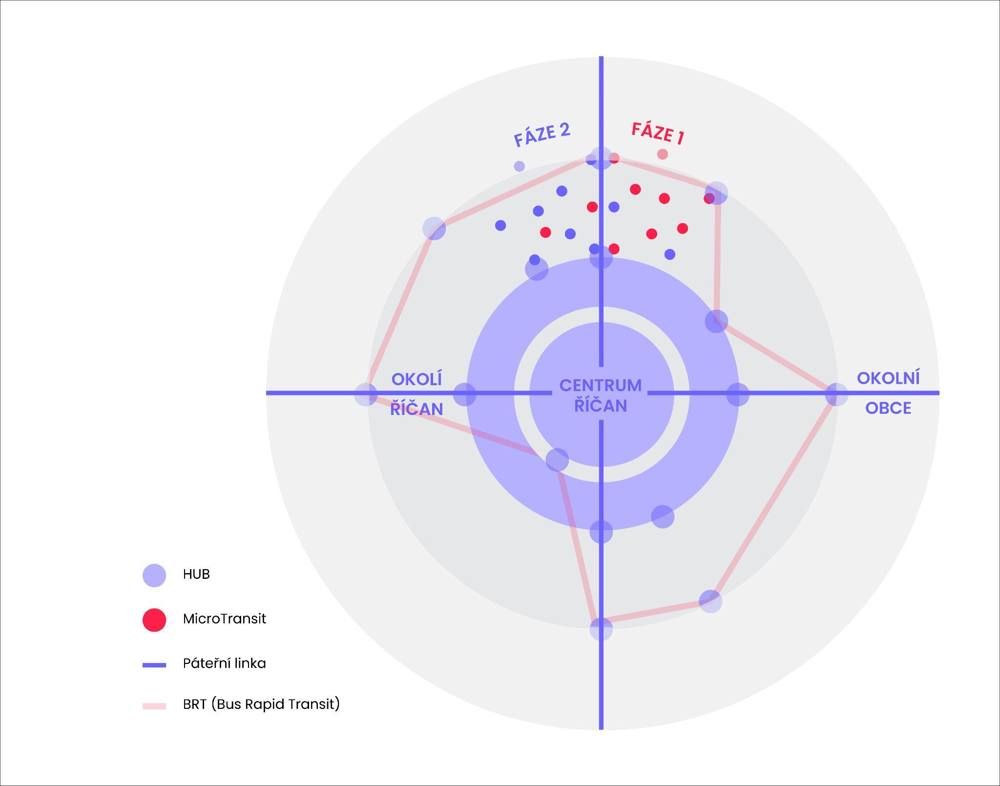 FÁZE 2
FÁZE 1
OKOLÍ
ŘÍČAN
CENTRUM
ŘÍČAN
OKOLNÍ
OBCE
HUB
MicroTransit
Páteřní linka
BRT (Bus Rapid Transit)